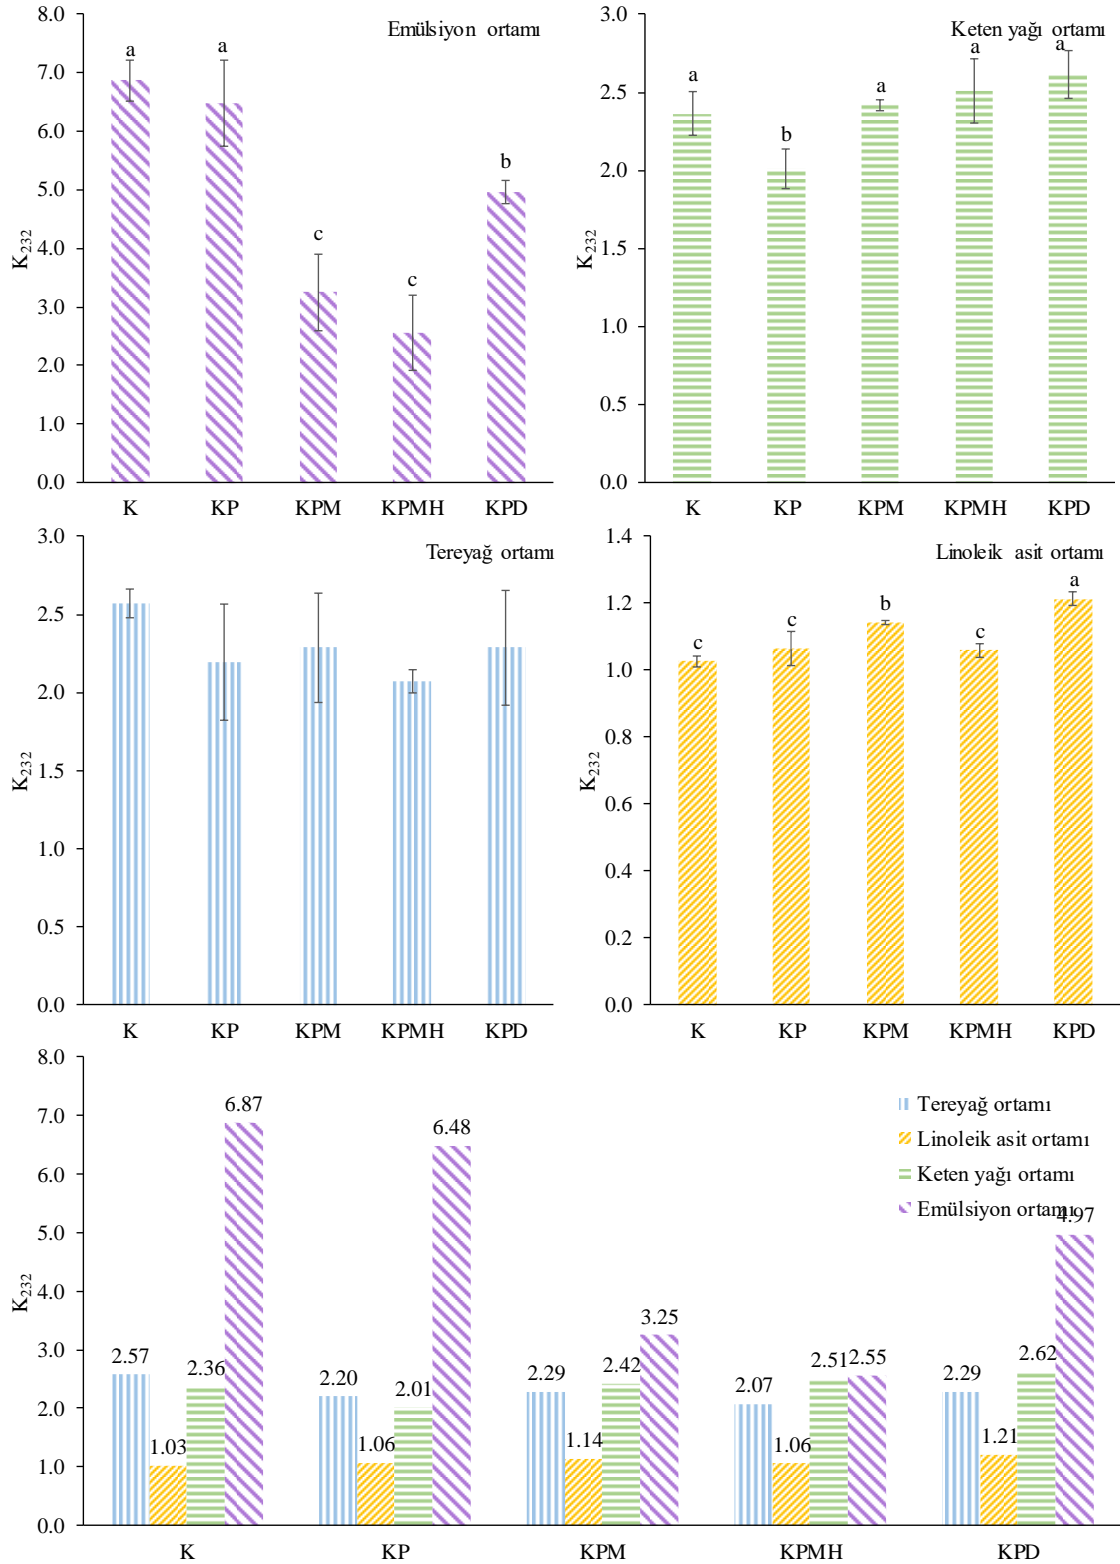 Emülsiyon ortamı
8.0
7.0
6.0
5.0
4.0
3.0
2.0
1.0
0.0
K232
a
a
c
c
b
K KP KPM KPMH KPD
Keten yağı ortamı
3.0
2.5
2.0
1.5
1.0
0.5
0.0
K232
a
b
a
a
a
K KP KPM KPMH KPD
Tereyağ ortamı
3.0
2.5
2.0
1.5
1.0
0.5
0.0
K232
K KP KPM KPMH KPD
Linoleik asit ortamı
1.4
1.2
1.0
0.8
0.6
0.4
0.2
0.0
K232
c
c
b
c
a
K KP KPM KPMH KPD
8.0
7.0
6.0
5.0
4.0
3.0
2.0
1.0
0.0
K232
Tereyağ ortamı
Linoleik asit ortamı
Keten yağı ortamı
Emülsiyon ortamı
2.57 1.03 2.36 6.87
2.20 1.06 2.01 6.48
2.29 1.14 2.42 3.25
2.07 1.06 2.51 2.55
2.29 1.21 2.62 4.97
K KP KPM KPMH KPD